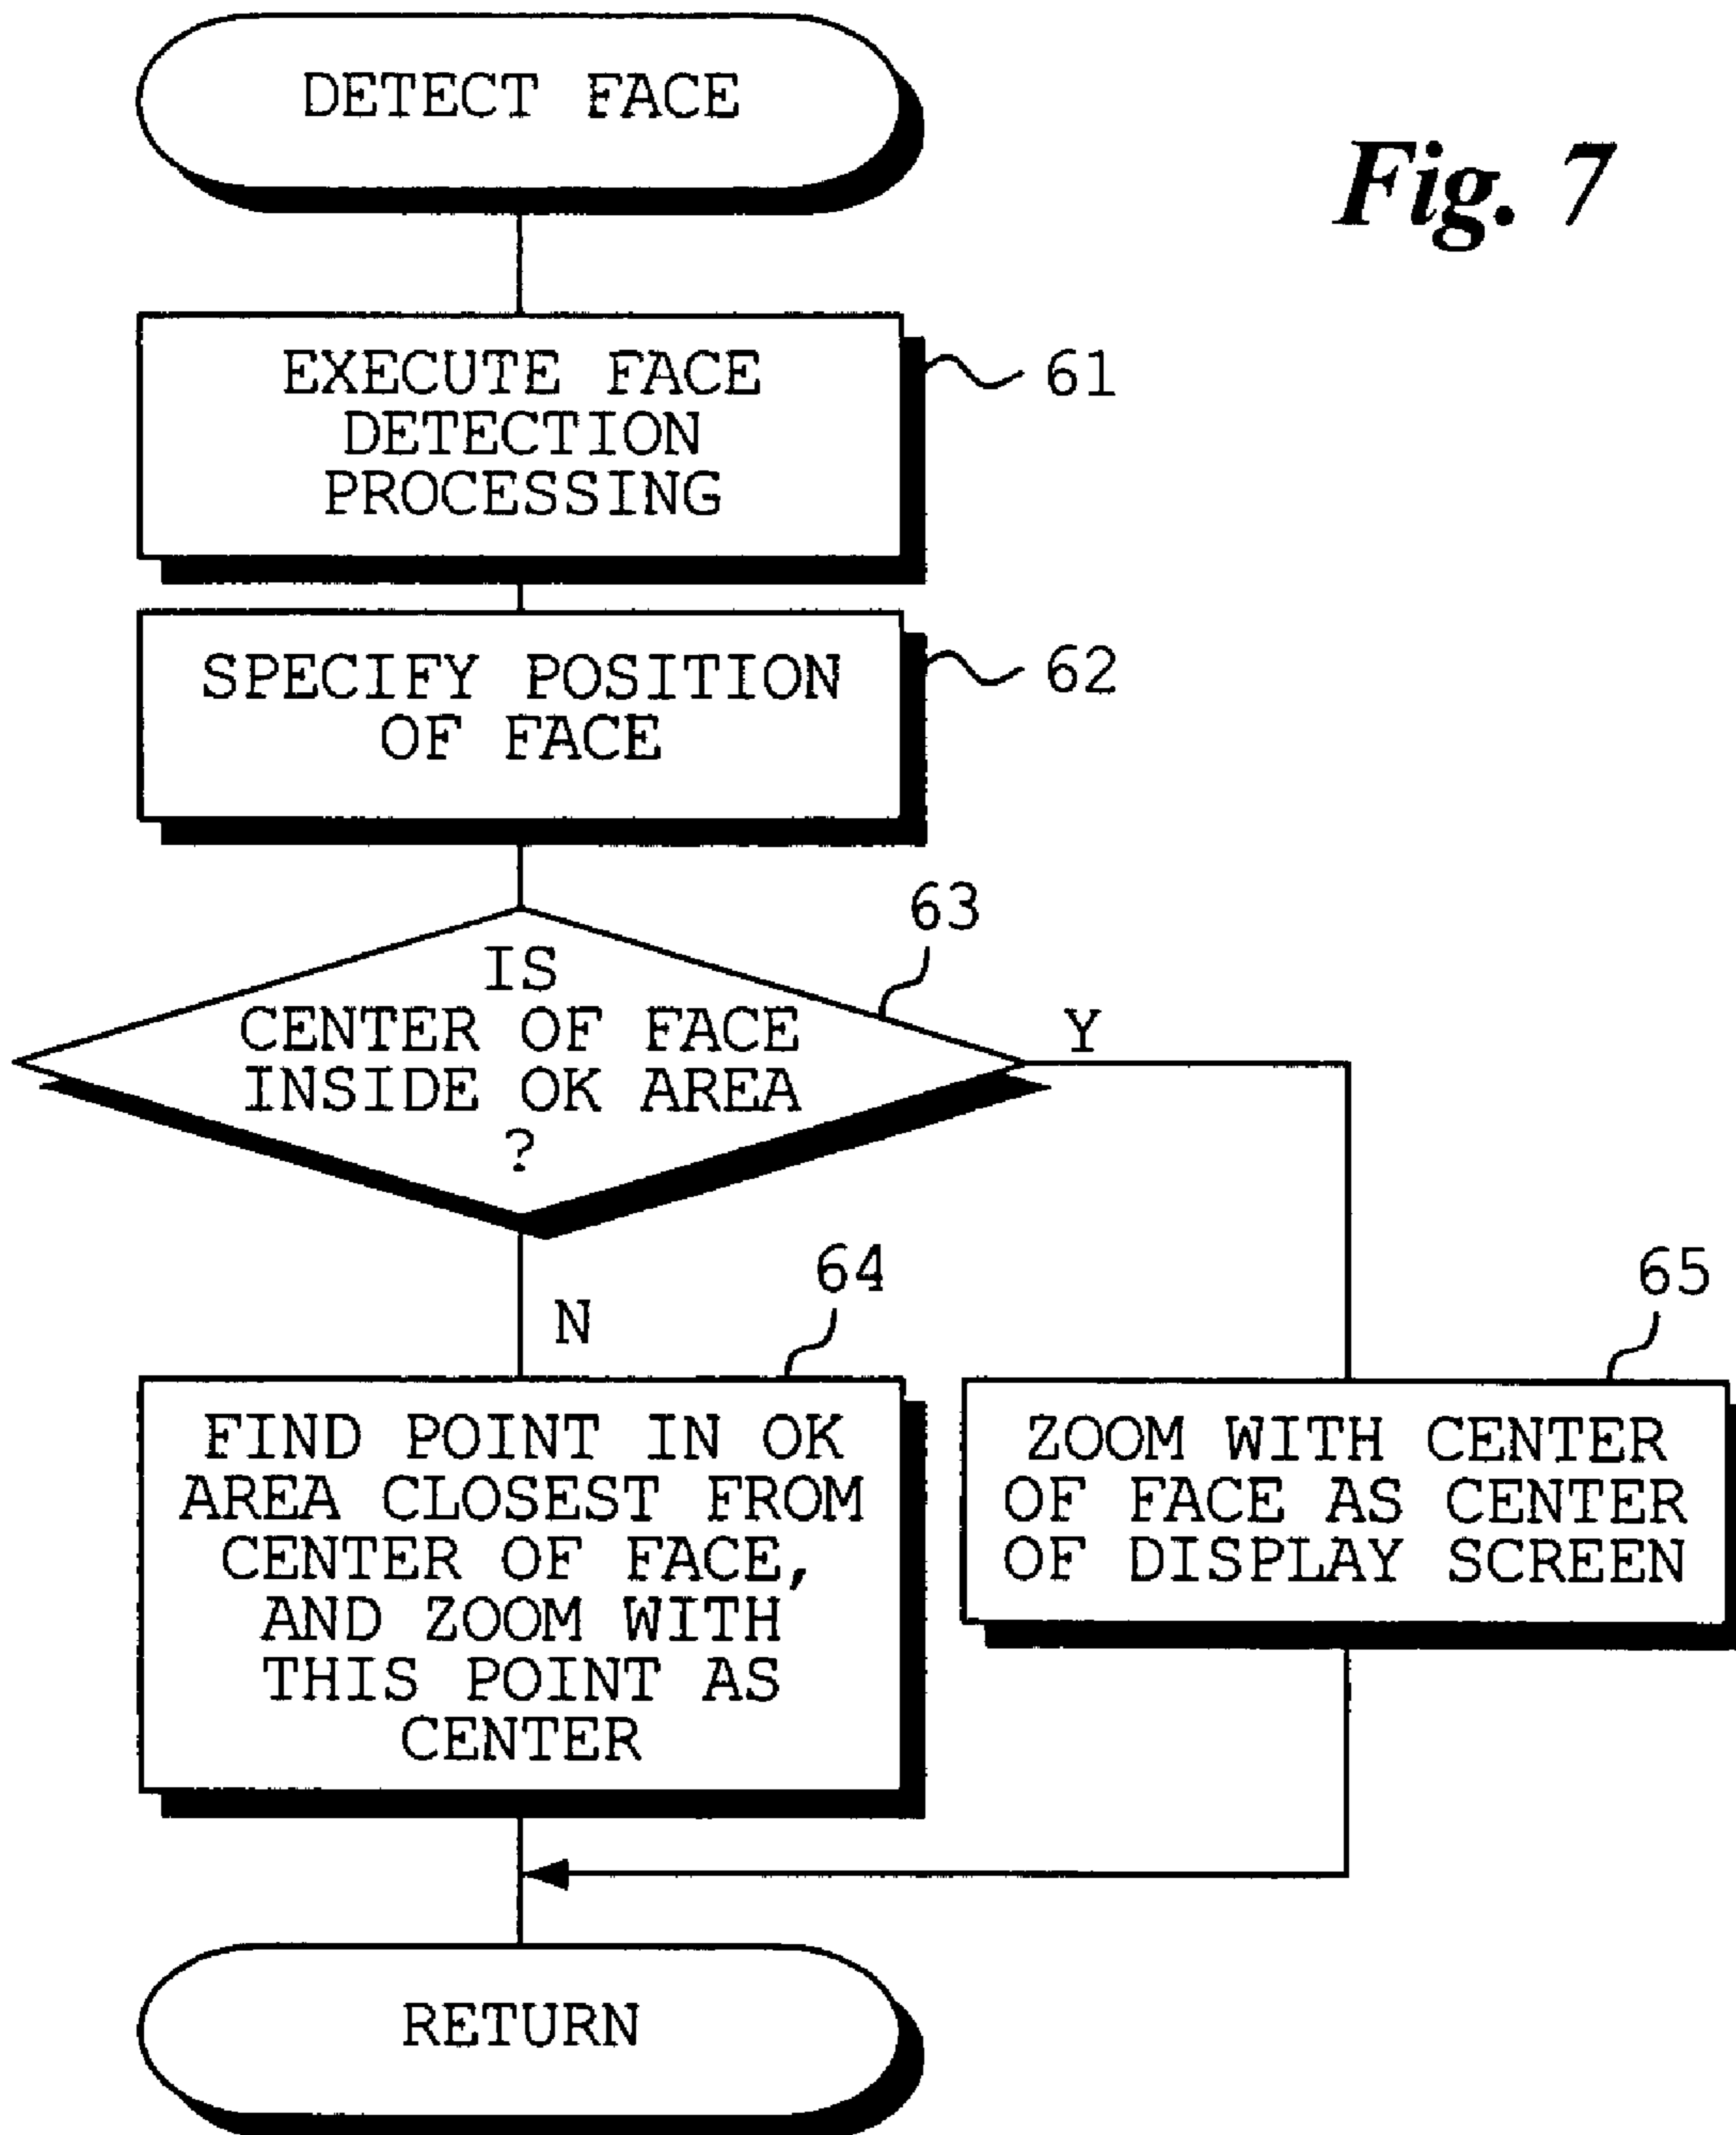 DETECT FACE
Fig. 7
EXECUTE FACE
DETECTION
PROCESSING
61
SPECIFY POSITION
OF FACE
62
63
IS
CENTER OF FACE
INSIDE OK AREA
?
Y
N
64
FIND POINT IN OK
AREA CLOSEST FROM
CENTER OF FACE,
AND ZOOM WITH
THIS POINT AS
CENTER
65
ZOOM WITH CENTER
OF FACE AS CENTER
OF DISPLAY SCREEN
RETURN